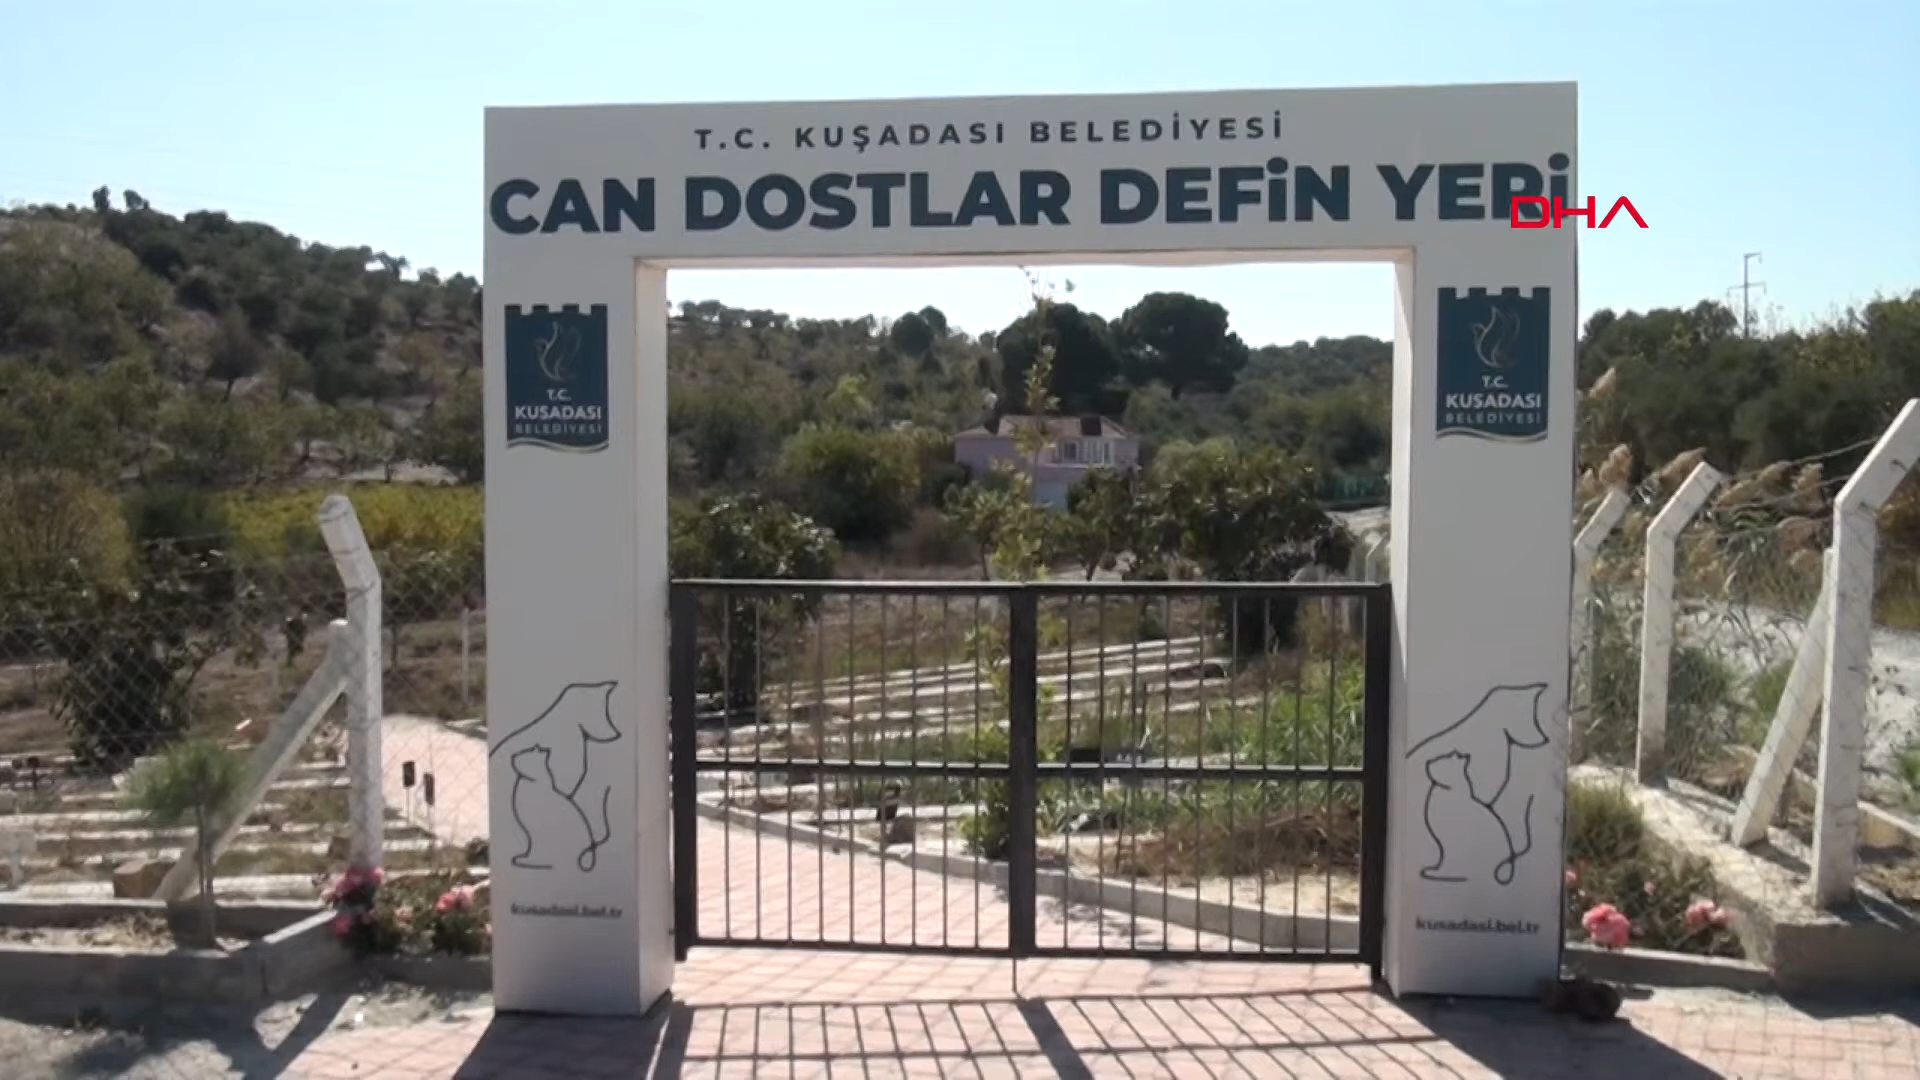 T.C. KUŞADASI BELEDİYESİ
CAN DOSTLAR DEFİN YERİ
DHA
T.C.
KUŞADASI
BELEDİYESİ
T.C.
KUŞADASI
BELEDİYESİ
kusadasi.bel.tr
kusadasi.bel.tr